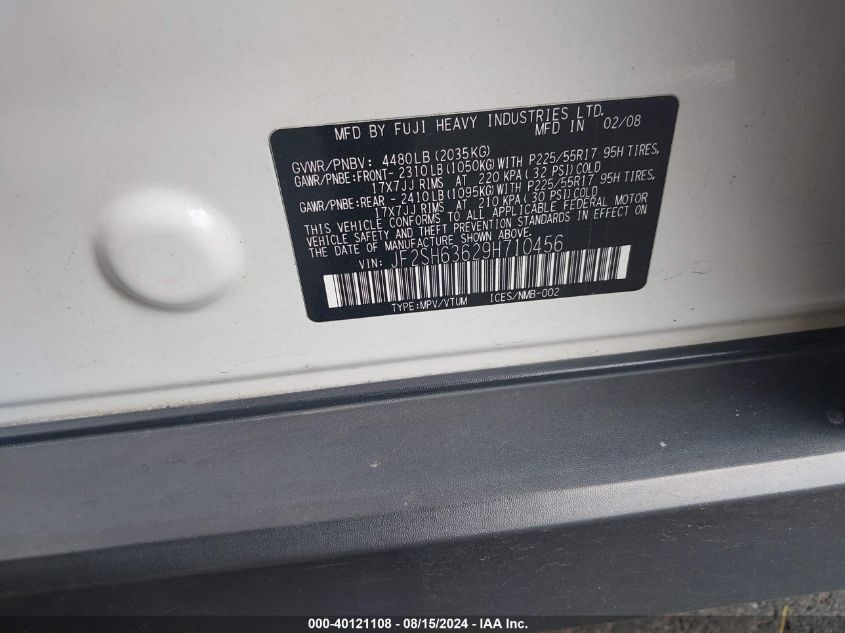 MFD BY FUJI HEAVY INDUSTRIES LTD.
MFD IN 02/08
GVWR/PNBV: 4480LB(2035KG)
GAWR/PNBE:FRONT- 2310LB(1050KG)WITH P225/55R17 95H TIRES,
17X7JJ RIMS AT 220 KPA(32 PSI)COLD
GAWR/PNBE:REAR - 2410LB(1095KG)WITH P225/55R17 95H TIRES,
17X7JJ RIMS AT 210 KPA(30 PSI)COLD
THIS VEHICLE CONFORMS TO ALL APPLICABLE FEDERAL MOTOR
VEHICLE SAFETY AND THEFT PREVENTION STANDARDS IN EFFECT ON
THE DATE OF MANUFACTURE SHOWN ABOVE.
VIN: JF2SH63629H710456
TYPE:MPV/VTUM ICES/NMB-002
000-40121108 - 08/15/2024 - IAA Inc.